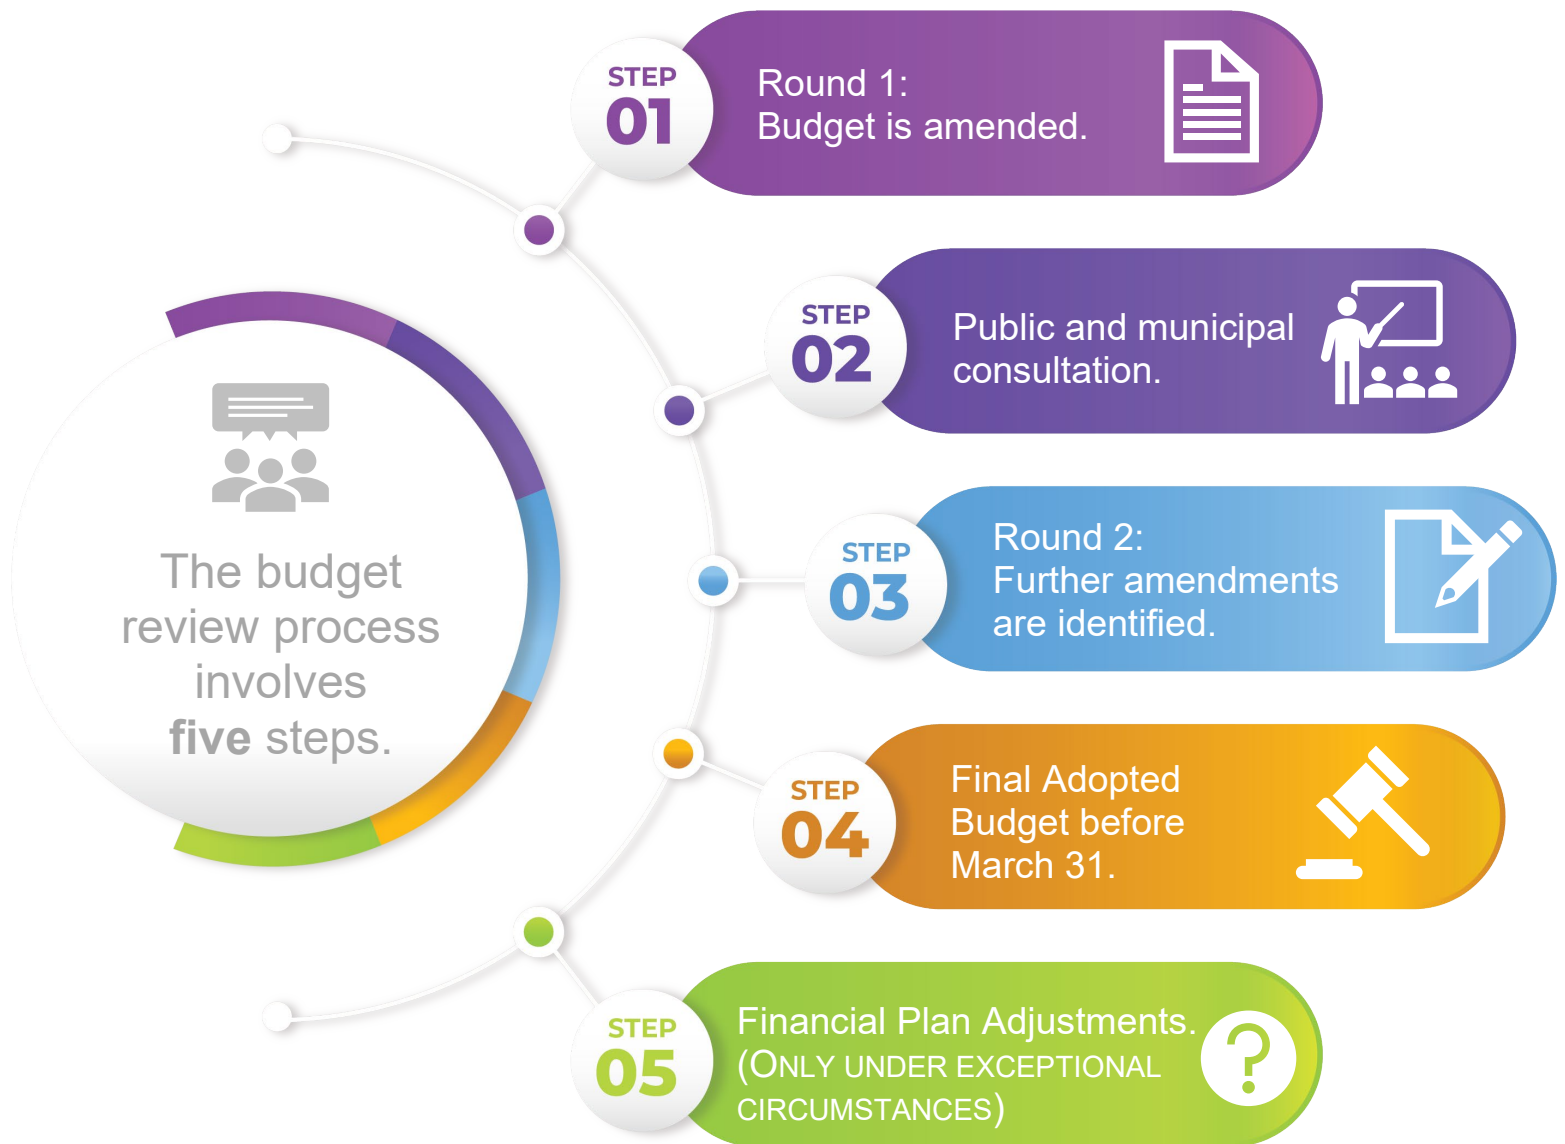 STEP
01
Round 1:
Budget is amended.
STEP
02
Public and municipal
consultation.
The budget
review process
involves
five steps.
STEP
03
Round 2:
Further amendments
are identified.
STEP
04
Final Adopted
Budget before
March 31.
STEP
05
Financial Plan Adjustments.
(ONLY UNDER EXCEPTIONAL
CIRCUMSTANCES)